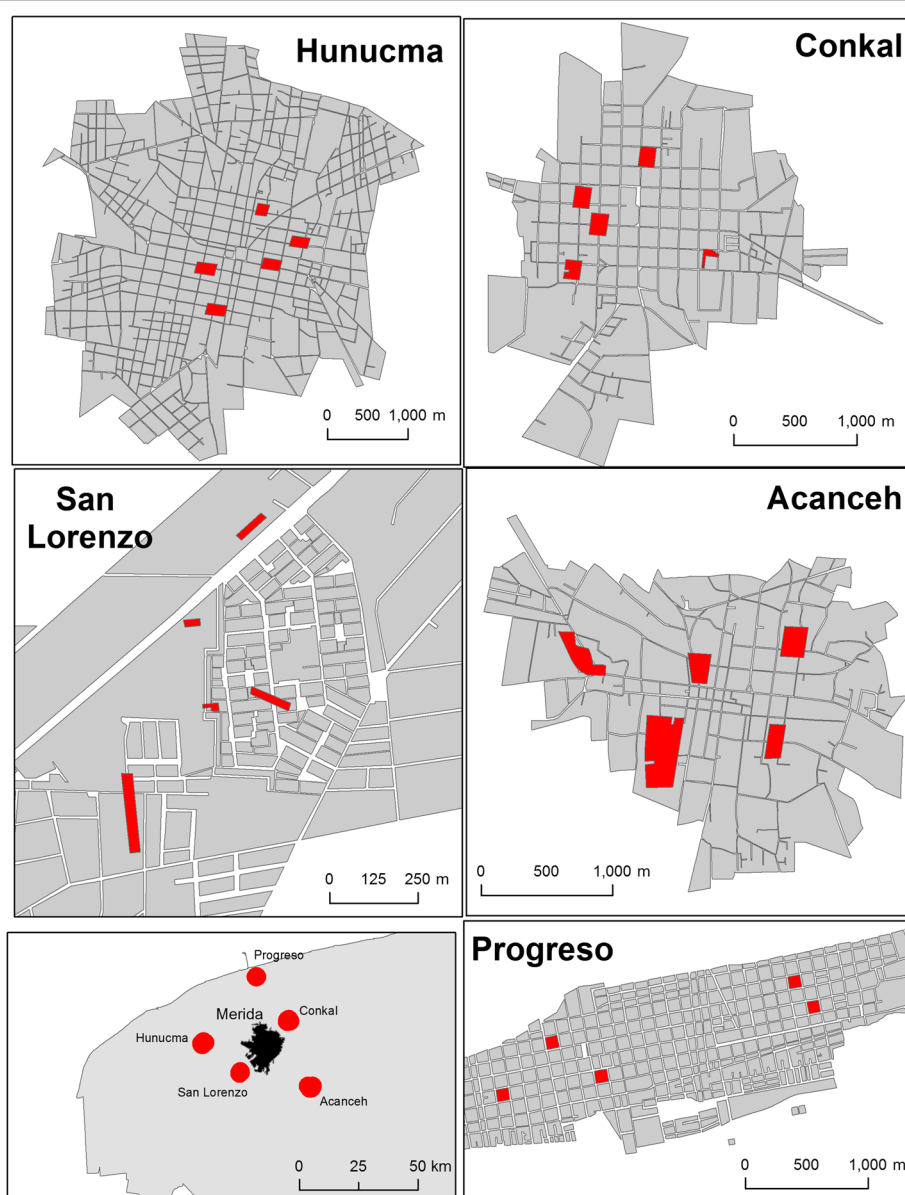 Hunucma
0 500 1,000 m
Conkal
0 500 1,000 m
San
Lorenzo
0 125 250 m
Acanceh
0 500 1,000 m
Progreso
Merida
Conkal
Hunucma
San Lorenzo
Acanceh
0 25 50 km
Progreso
0 500 1,000 m